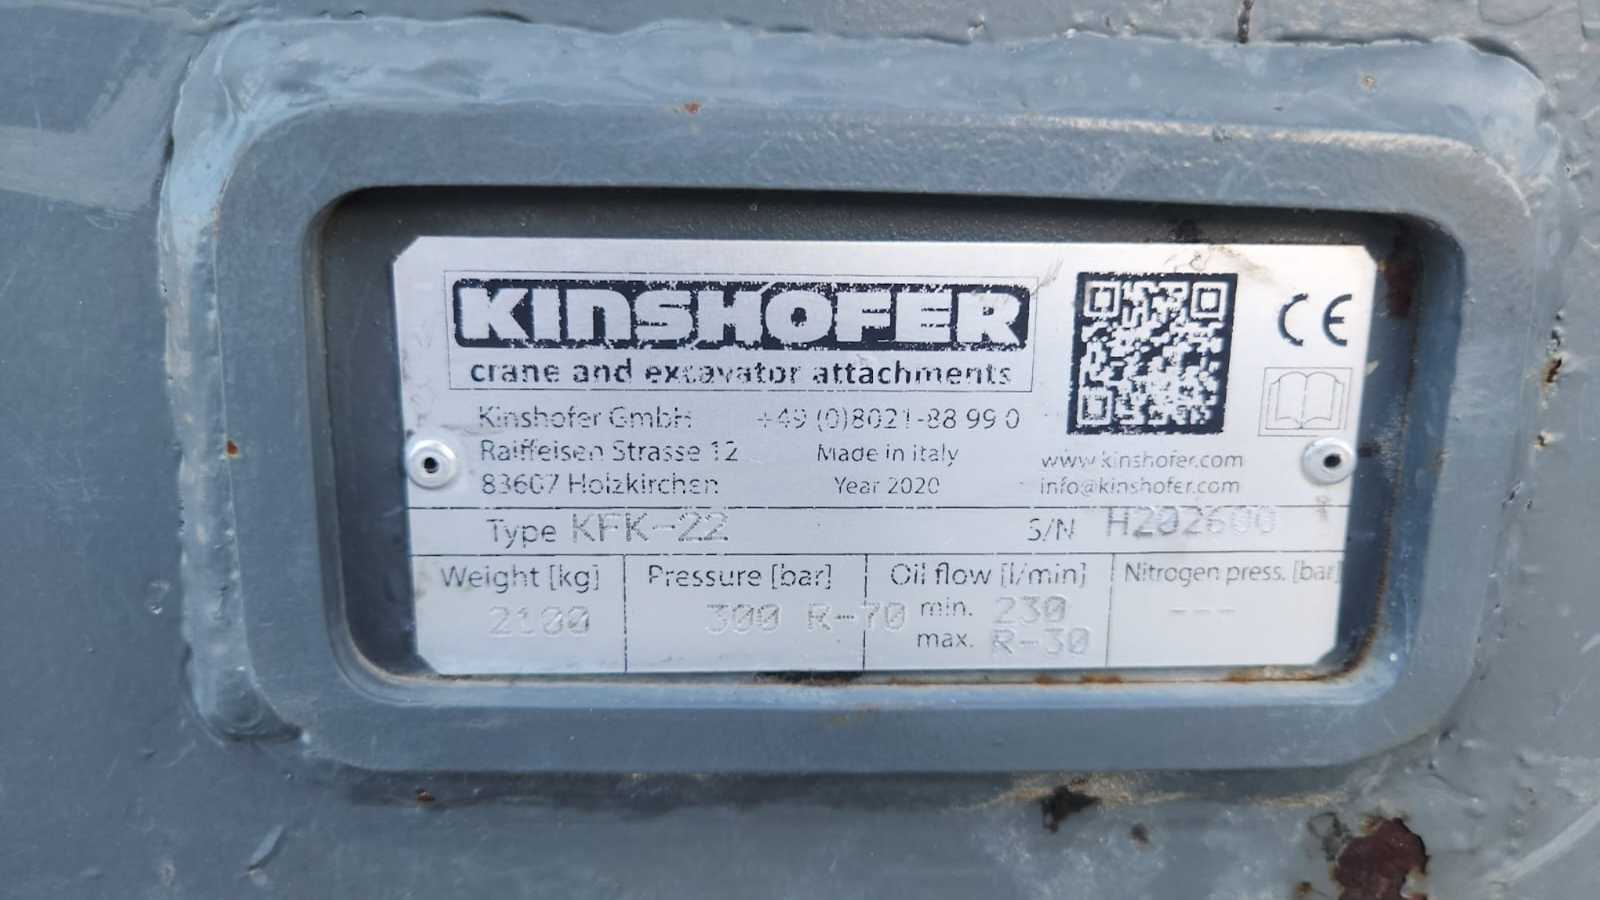 KINSHOFER
crane and excavator attachments
Kinshofer GmbH +49 (0)8021-88 99 0
Raiffeisen Strasse 12 Made in Italy www.kinshofer.com
83607 Holzkirchen Year 2020 info@kinshofer.com
CE
Type KFK-22 S/N H202600
Weight [kg] Pressure [bar] Oil flow [l/min] Nitrogen press. [bar]
2100 300 R-70 min. 230 ---
max. R-30